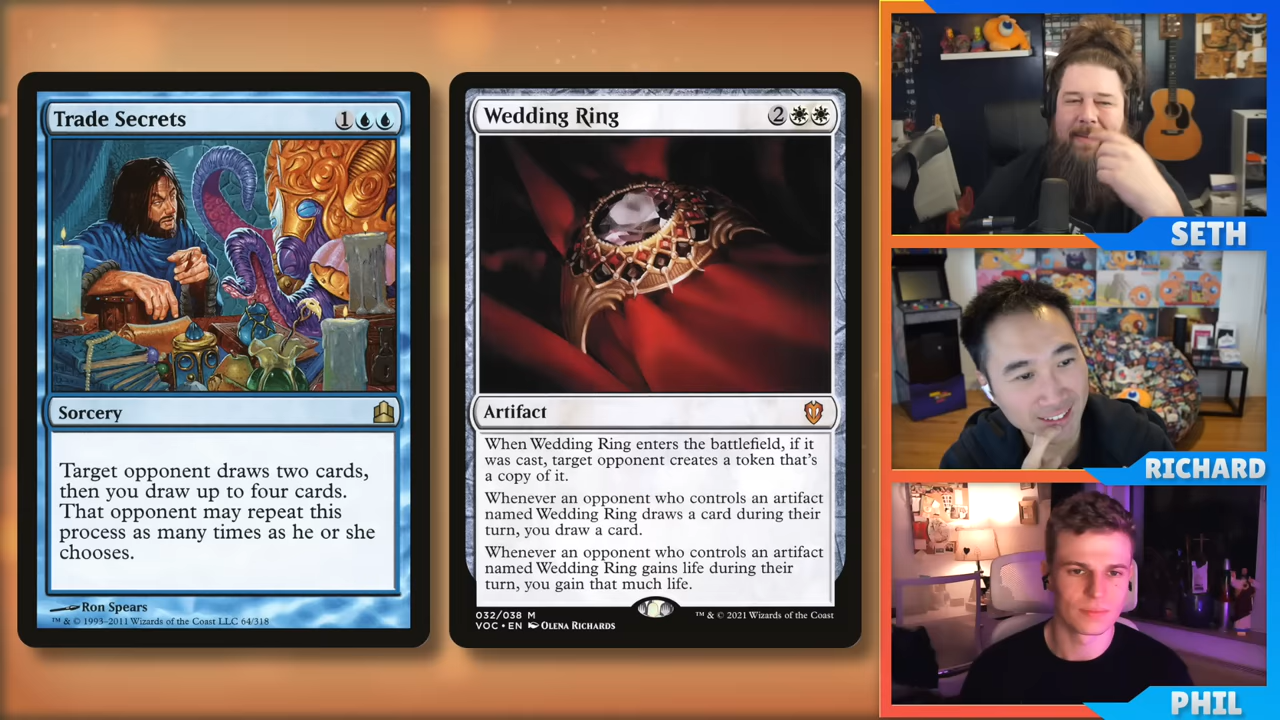 Trade Secrets 1
Sorcery
Target opponent draws two cards,
then you draw up to four cards.
That opponent may repeat this
process as many times as he or she
chooses.
Ron Spears
™ & © 1993–2011 Wizards of the Coast LLC 64/318
Wedding Ring 2
Artifact
When Wedding Ring enters the battlefield, if it
was cast, target opponent creates a token that's
a copy of it.
Whenever an opponent who controls an artifact
named Wedding Ring draws a card during their
turn, you draw a card.
Whenever an opponent who controls an artifact
named Wedding Ring gains life during their
turn, you gain that much life.
032/038 M
VOC • EN Olena Richards
™ & © 2021 Wizards of the Coast
SETH
RICHARD
PHIL